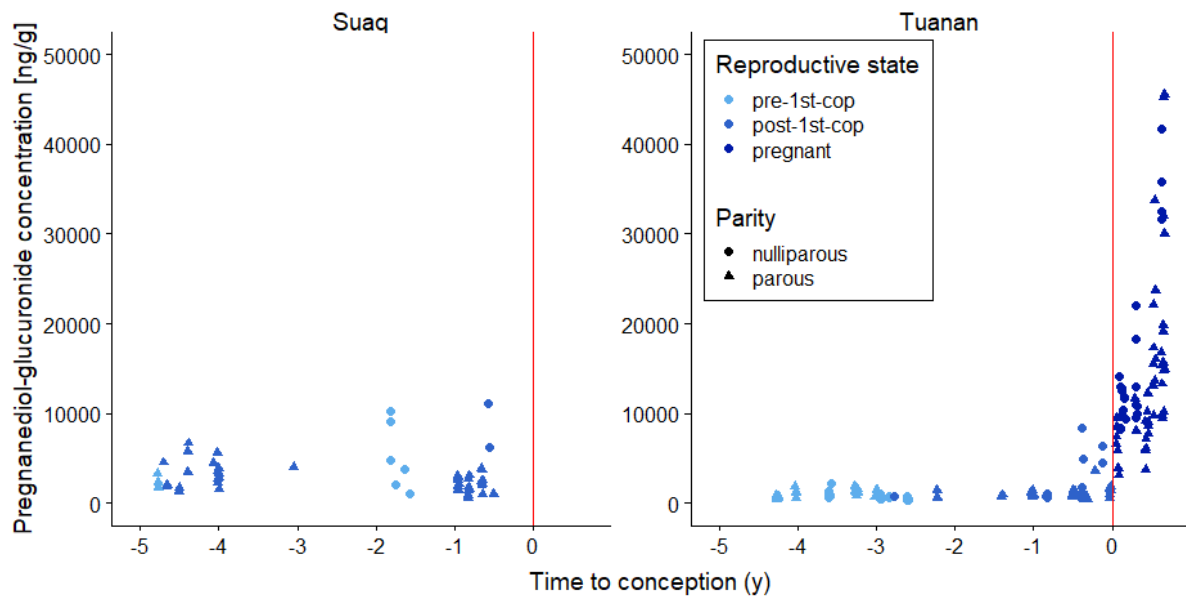 Suaq
Tuanan
Pregnanediol-glucuronide concentration [ng/g]
50000
40000
30000
20000
10000
0
-5 -4 -3 -2 -1 0
50000
40000
30000
20000
10000
0
-5 -4 -3 -2 -1 0
Reproductive state
pre-1st-cop
post-1st-cop
pregnant
Parity
nulliparous
parous
Time to conception (y)